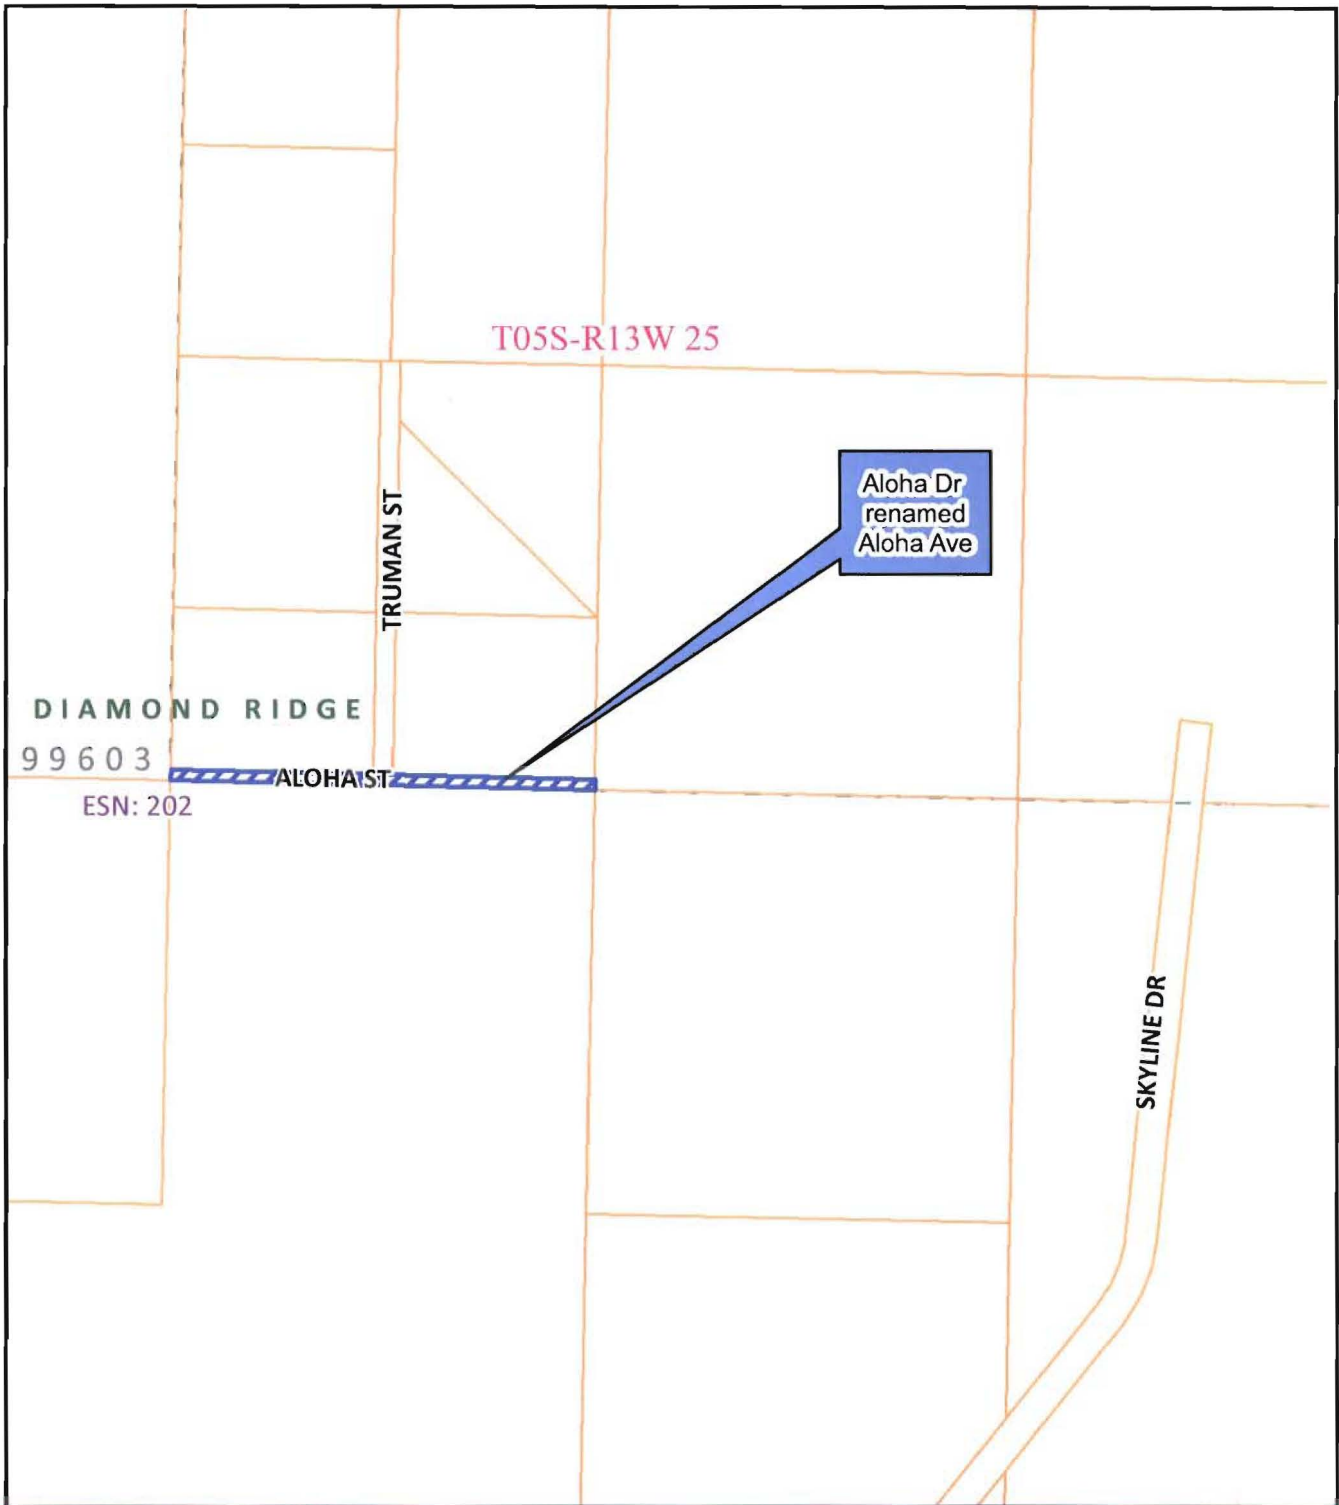 T05S-R13W 25
Aloha Dr
renamed
Aloha Ave
TRUMAN ST
DIAMOND RIDGE
99603
ALOHA ST
ESN: 202
SKYLINE DR